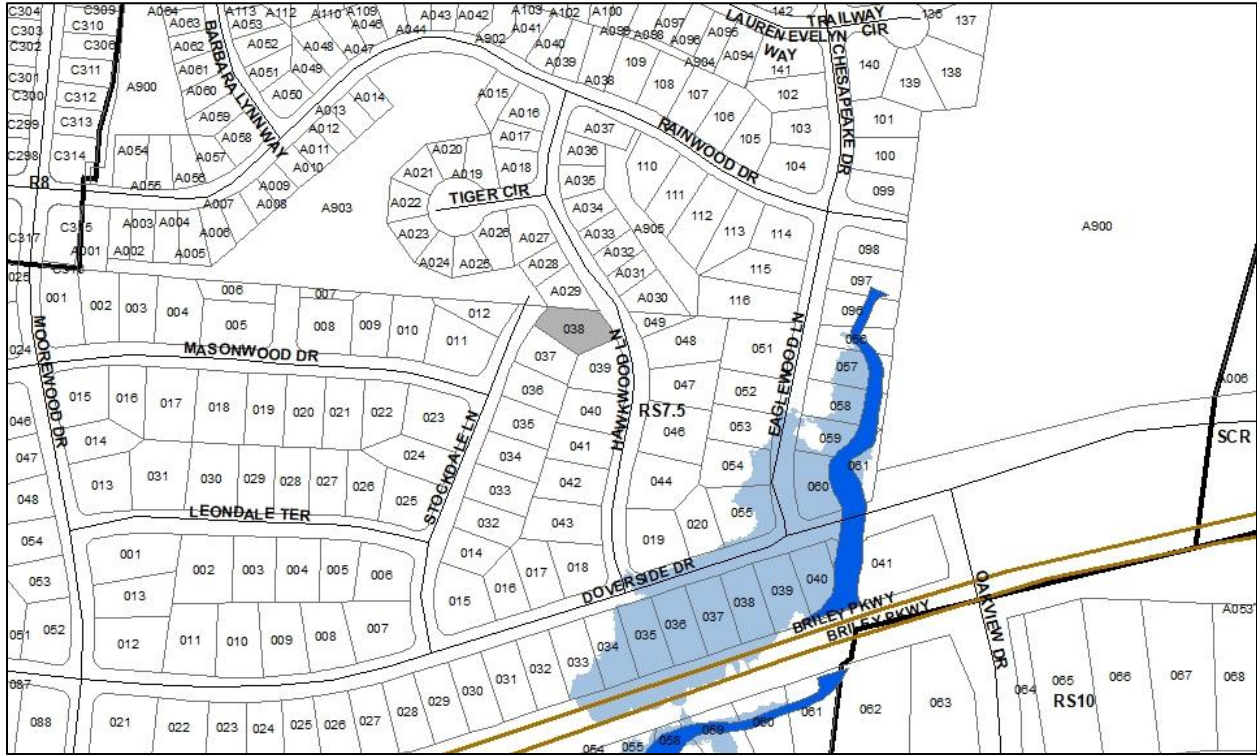 C304 C309 A064 A113 A112 A110 A109 A043 A042 A103 A102 A100 142 TRAILWAY 136 137
C303 C310 A063 A053 A046 A044 A041 A099 A098 A097 A095 LAUREN EVELYN CIR
C302 C306 A062 A052 A048 A047 A902 A040 A096 A094 WAY
C301 C311 A061 A051 A049 A039 109 A904 141 140 139 138
C300 C312 A900 A060 A050 A014 A015 A038 108 107 102
BARBARA LYNN WAY
CHESAPEAKE DR
C299 C313 A059 A013 A016 106 103 101
C298 C314 A054 A058 A012 A017 A037 RAINWOOD DR 105
A057 A011 A020 A036 110 104 100
R8 A055 A056 A010 A021 A019 A018 A035 111 099
A009 A008 A007 A022 TIGER CIR A034 112
C317 C315 A003 A004 A006 A903 A023 A026 A027 A033 A905 113 114 A900
A001 A002 A005 A024 A025 A028 A032 115 098
C316 A031 097
025 001 002 003 004 006 007 A029 A030 116 096
005 008 009 010 012 011 038 049 048 051 056
024 MOOREWOOD DR MASONWOOD DR 037 039 057
015 016 017 018 019 020 021 022 023 036 040 047 052 058 A006
046 014 024 035 041 RS7.5 046 053 059 SCR
STOCKDALE LN
HAWKWOOD LN
EAGLEWOOD LN
047 013 031 030 029 028 027 026 025 034 042 044 054 060 061
048 LEONDALE TER 033 043 020 055
054 001 002 003 004 005 006 032 014 017 018 019
053 013 015 016 DOVERSIDE DR 041
051 052 012 011 010 009 008 007 034 035 036 037 038 039 040
BRILEY PKWY
BRILEY PKWY
OAKVIEW DR
A053
087 088 021 022 023 024 025 026 027 028 029 030 031 032 033
054 055 058 059 060 061 062 063 064 065 066 067 068
RS10